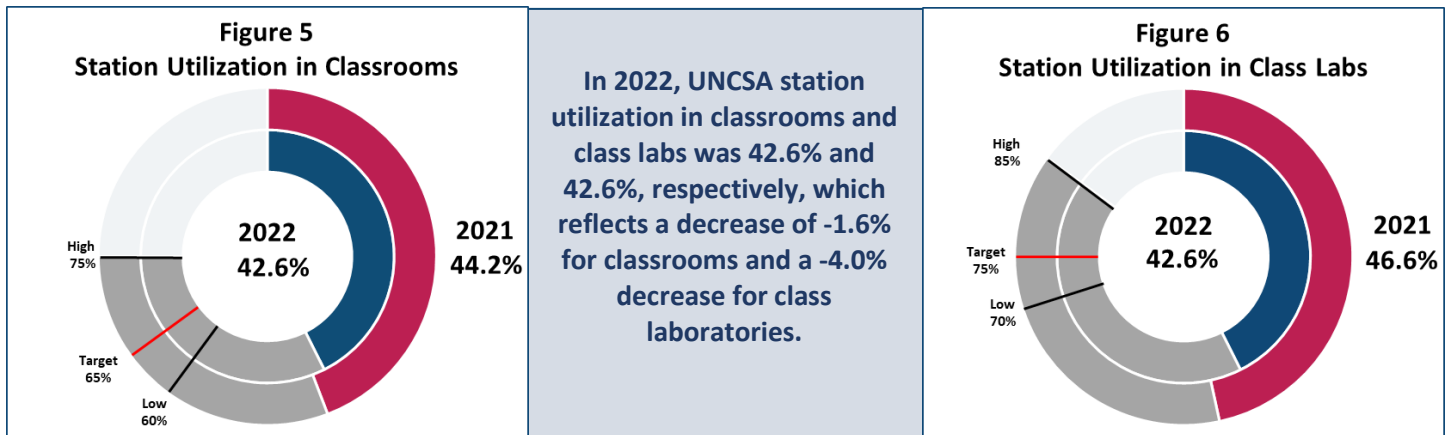 Figure 5
Station Utilization in Classrooms
2022
42.6%
2021
44.2%
High
75%
Target
65%
Low
60%
In 2022, UNCSA station
utilization in classrooms and
class labs was 42.6% and
42.6%, respectively, which
reflects a decrease of -1.6%
for classrooms and a -4.0%
decrease for class
laboratories.
Figure 6
Station Utilization in Class Labs
High
85%
Target
75%
Low
70%
2022
42.6%
2021
46.6%